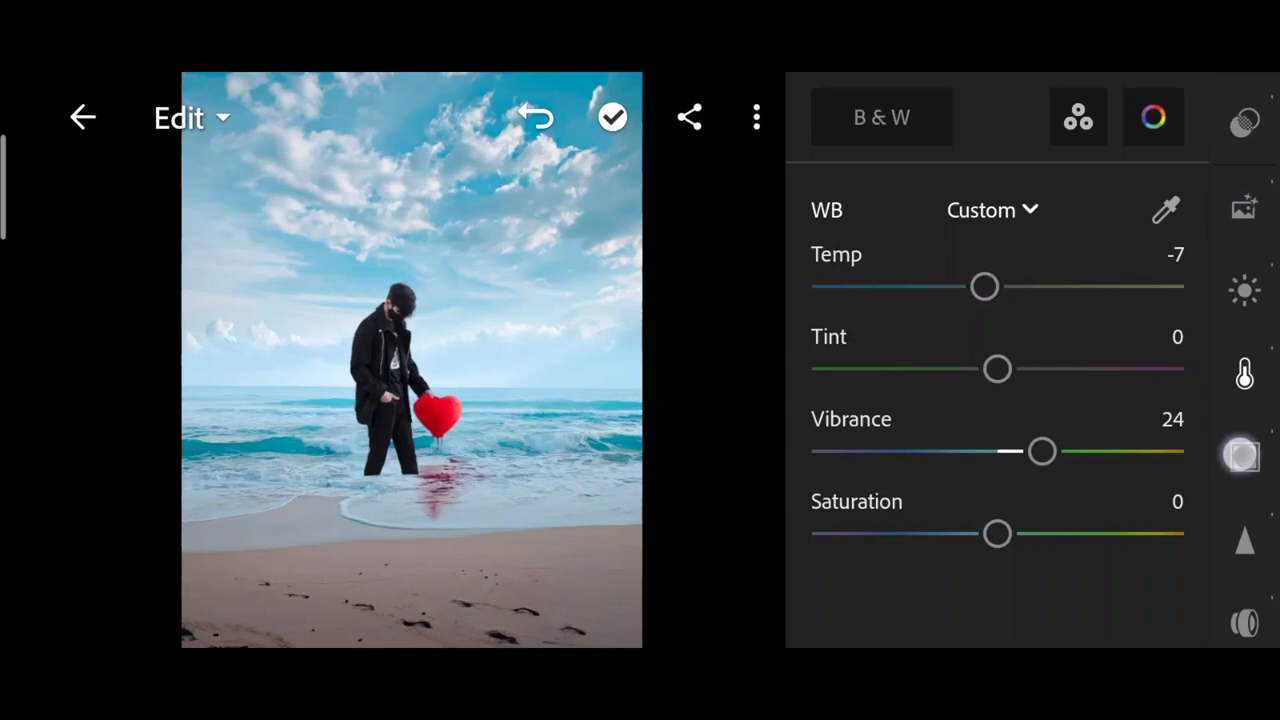 Edit
B & W
WB Custom
Temp -7
Tint 0
Vibrance 24
Saturation 0